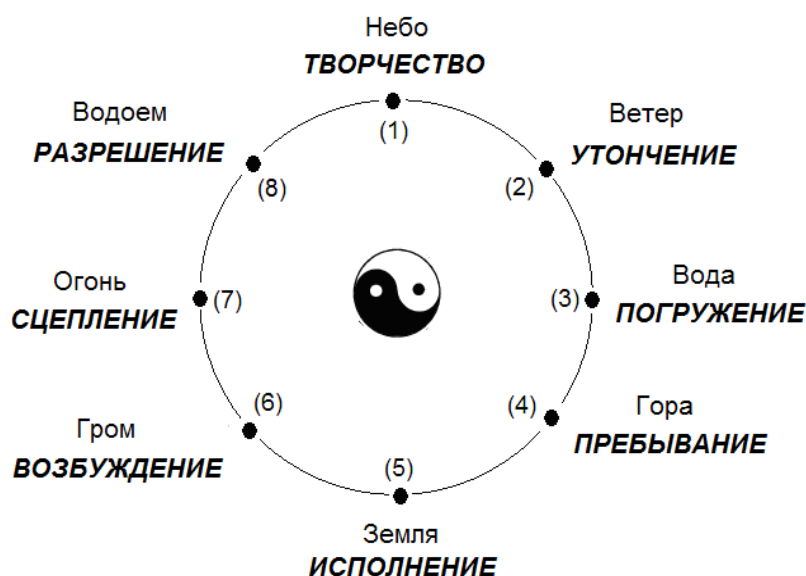 Небо
ТВОРЧЕСТВО
(1)
Ветер
УТОНЧЕНИЕ
(2)
Вода
ПОГРУЖЕНИЕ
(3)
Гора
ПРЕБЫВАНИЕ
(4)
(5)
Земля
ИСПОЛНЕНИЕ
(6)
Гром
ВОЗБУЖДЕНИЕ
(7)
Огонь
СЦЕПЛЕНИЕ
(8)
Водоем
РАЗРЕШЕНИЕ